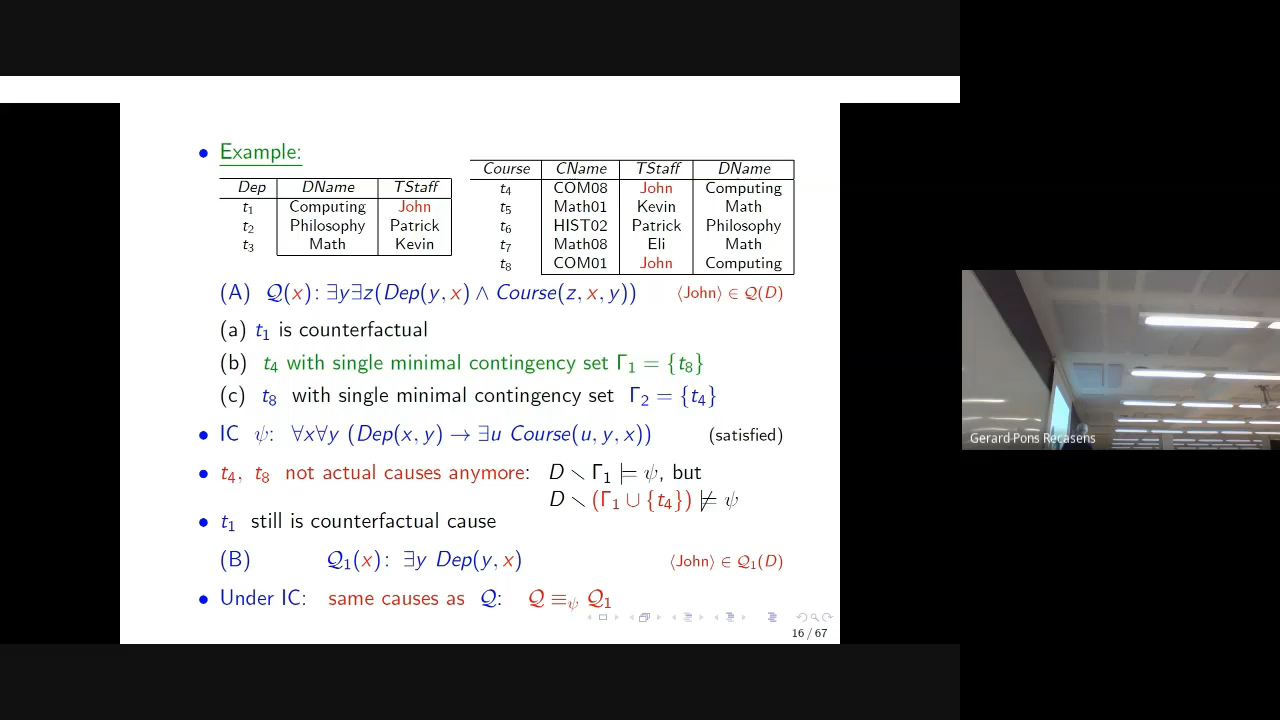 • Example:
Dep DName TStaff
t1 Computing John
t2 Philosophy Patrick
t3 Math Kevin
Course CName TStaff DName
t4 COM08 John Computing
t5 Math01 Kevin Math
t6 HIST02 Patrick Philosophy
t7 Math08 Eli Math
t8 COM01 John Computing
(A) Q(x): ∃y∃z(Dep(y, x) ∧ Course(z, x, y)) ⟨John⟩ ∈ Q(D)
(a) t1 is counterfactual
(b) t4 with single minimal contingency set Γ1 = {t8}
(c) t8 with single minimal contingency set Γ2 = {t4}
• IC ψ: ∀x∀y (Dep(x, y) → ∃u Course(u, y, x)) (satisfied)
• t4, t8 not actual causes anymore: D ∖ Γ1 ⊨ ψ, but
D ∖ (Γ1 ∪ {t4}) ⊭ ψ
• t1 still is counterfactual cause
(B) Q1(x): ∃y Dep(y, x) ⟨John⟩ ∈ Q1(D)
• Under IC: same causes as Q: Q ≡ψ Q1
16 / 67
Gerard Pons Recasens